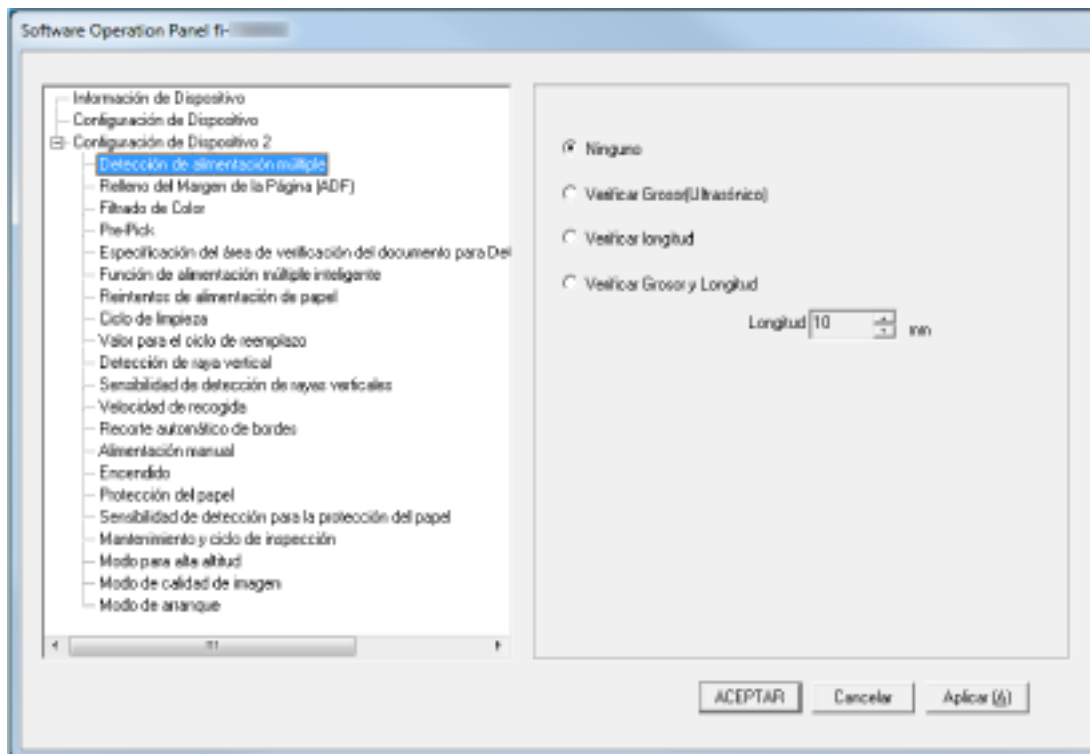 Software Operation Panel fi-
Información de Dispositivo
Configuración de Dispositivo
Configuración de Dispositivo 2
Detección de alimentación múltiple
Relleno del Margen de la Página (ADF)
Filtrado de Color
Pre-Pick
Especificación del área de verificación del documento para Det
Función de alimentación múltiple inteligente
Reintentos de alimentación de papel
Ciclo de limpieza
Valor para el ciclo de reemplazo
Detección de raya vertical
Sensibilidad de detección de rayas verticales
Velocidad de recogida
Recorte automático de bordes
Alimentación manual
Encendido
Protección del papel
Sensibilidad de detección para la protección del papel
Mantenimiento y ciclo de inspección
Modo para alta altitud
Modo de calidad de imagen
Modo de arranque
Ninguno
Verificar Grosor(Ultrasónico)
Verificar longitud
Verificar Grosor y Longitud
Longitud 10 mm
ACEPTAR Cancelar Aplicar (A)